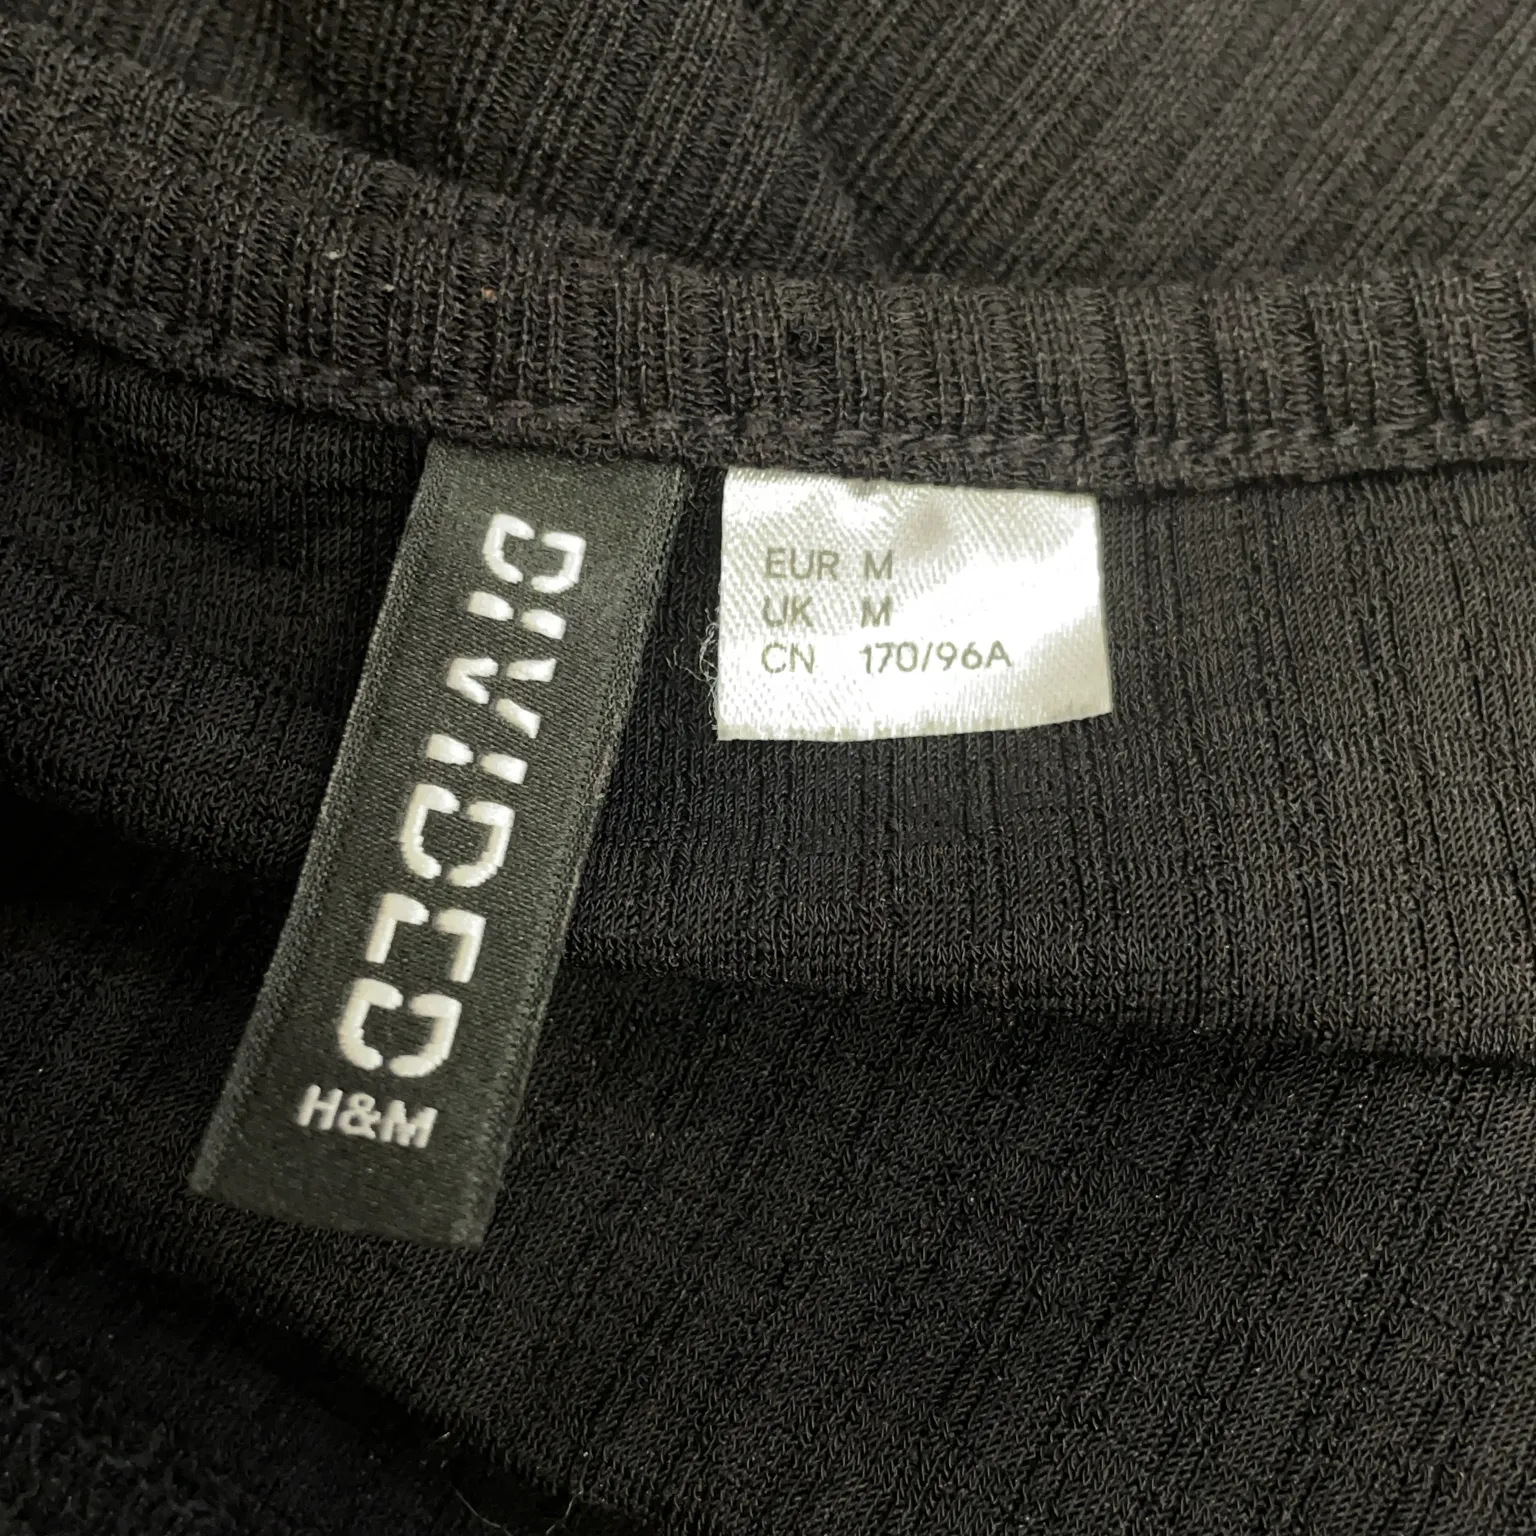 DIVIDED
H&M
EUR M
UK M
CN 170/96A